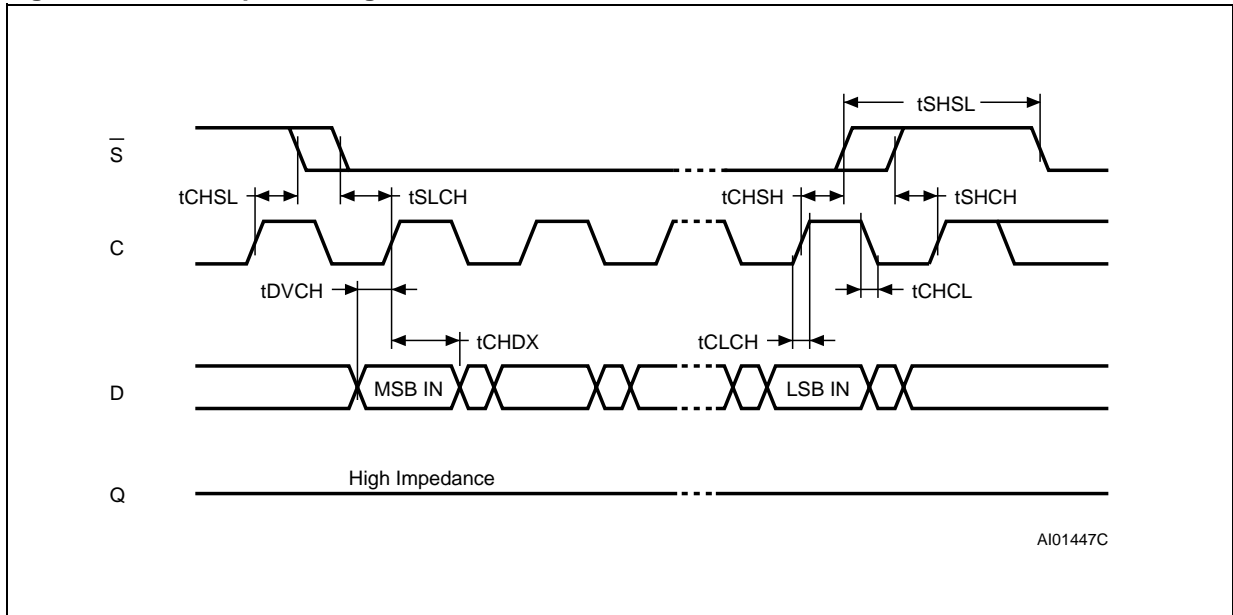 tSHSL
S
tCHSL
tSLCH
tCHSH
tSHCH
C
tDVCH
tCHCL
tCHDX
tCLCH
D
MSB IN
LSB IN
High Impedance
Q
AI01447C